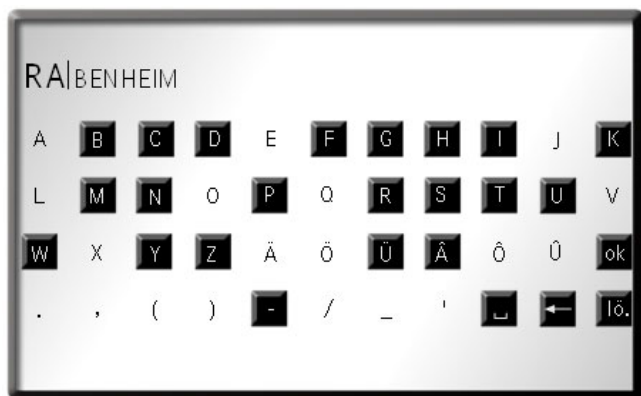 RA|BENHEIM
A B C D E F G H I J K
L M N O P Q R S T U V
W X Y Z Ä Ö Ü Â Ô Û ok
. , ( ) - / _ ' ␣ ← lö.